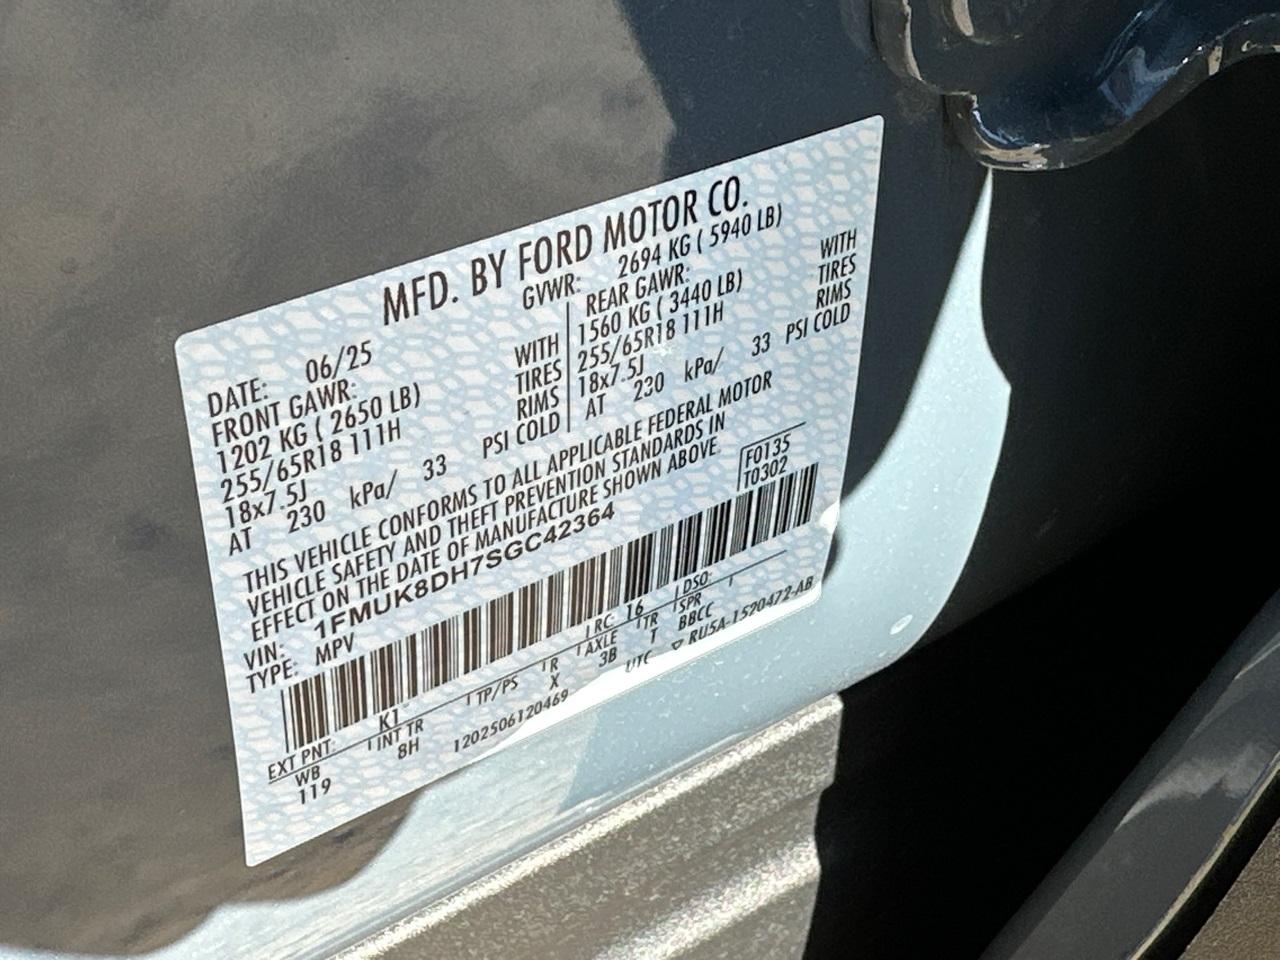 MFD. BY FORD MOTOR CO.
DATE: 06/25 GVWR: 2694 KG ( 5940 LB)
FRONT GAWR: REAR GAWR:
1202 KG ( 2650 LB) WITH 1560 KG ( 3440 LB) WITH
255/65R18 111H TIRES 255/65R18 111H TIRES
18x7.5J RIMS 18x7.5J RIMS
AT 230 kPa/ 33 PSI COLD AT 230 kPa/ 33 PSI COLD
THIS VEHICLE CONFORMS TO ALL APPLICABLE FEDERAL MOTOR
VEHICLE SAFETY AND THEFT PREVENTION STANDARDS IN
EFFECT ON THE DATE OF MANUFACTURE SHOWN ABOVE.
F0135
T0302
VIN: 1FMUK8DH7SGC42364
TYPE: MPV
EXT PNT: K1 RC: 16 DSO:
WB INT TR TP/PS R AXLE TR SPR
119 8H X 3B T BBCC
1202506120469 UTC ▽ RU5A-1520472-AB